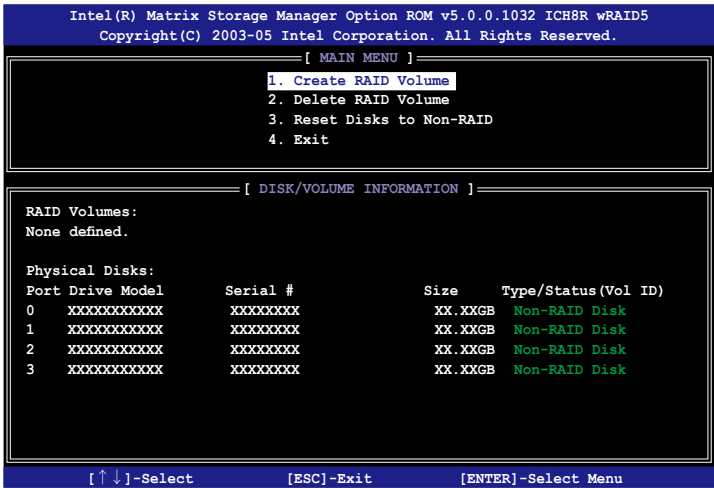 Intel(R) Matrix Storage Manager Option ROM v5.0.0.1032 ICH8R wRAID5
Copyright(C) 2003-05 Intel Corporation. All Rights Reserved.
[ MAIN MENU ]
1. Create RAID Volume
2. Delete RAID Volume
3. Reset Disks to Non-RAID
4. Exit
[ DISK/VOLUME INFORMATION ]
RAID Volumes:
None defined.
Physical Disks:
Port Drive Model Serial # Size Type/Status(Vol ID)
0 XXXXXXXXXXX XXXXXXXX XX.XXGB Non-RAID Disk
1 XXXXXXXXXXX XXXXXXXX XX.XXGB Non-RAID Disk
2 XXXXXXXXXXX XXXXXXXX XX.XXGB Non-RAID Disk
3 XXXXXXXXXXX XXXXXXXX XX.XXGB Non-RAID Disk
[↑↓]-Select [ESC]-Exit [ENTER]-Select Menu